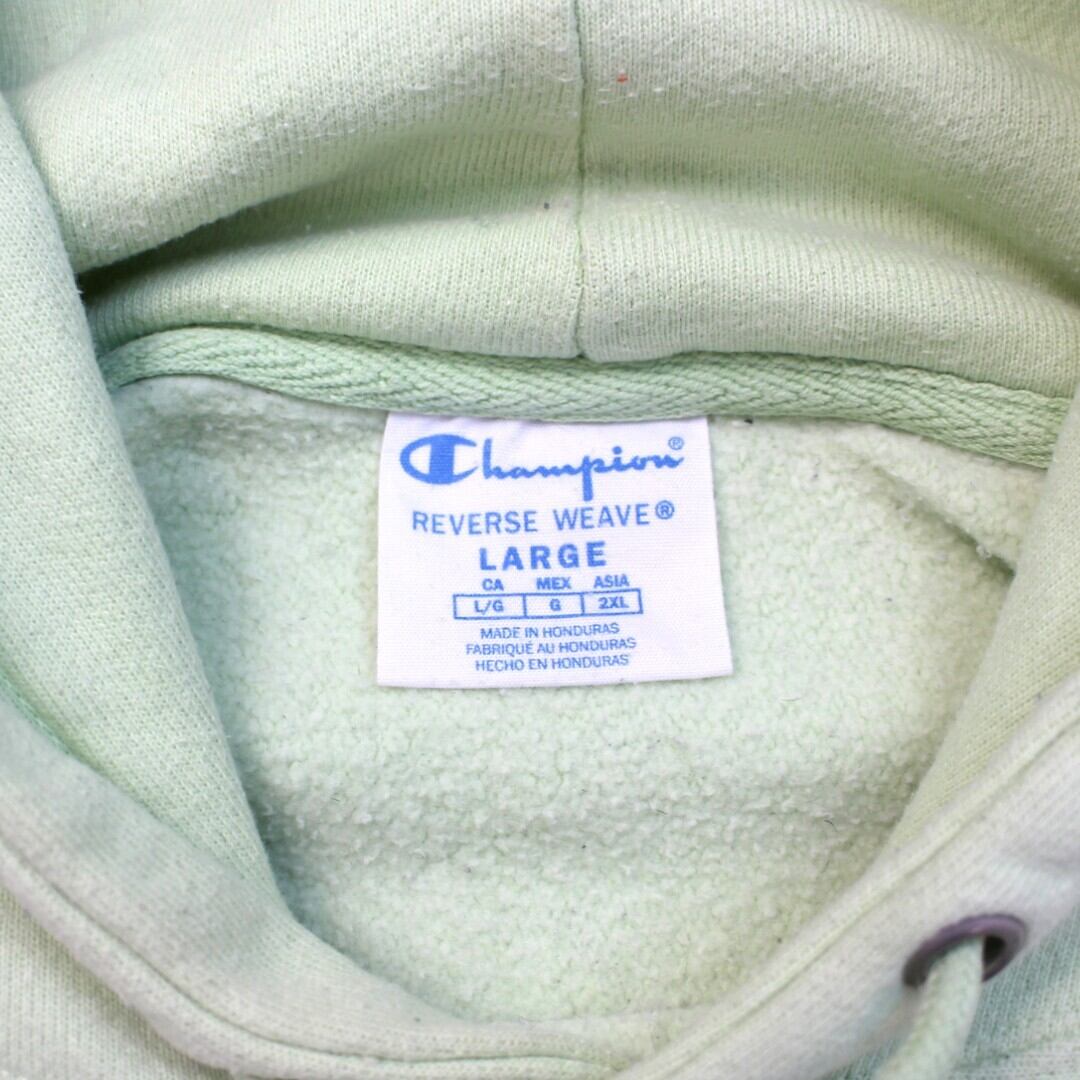 Champion®
REVERSE WEAVE®
LARGE
CA MEX ASIA
L/G G 2XL
MADE IN HONDURAS
FABRIQUÉ AU HONDURAS
HECHO EN HONDURAS